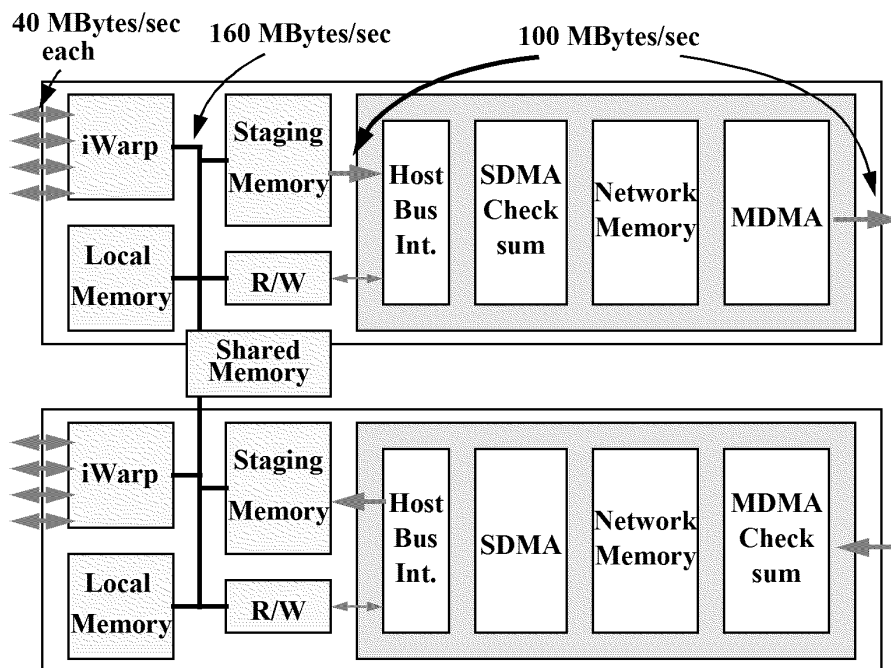 40 MBytes/sec
each
160 MBytes/sec
100 MBytes/sec
iWarp
Staging
Memory
Host
Bus
Int.
SDMA
Check
sum
Network
Memory
MDMA
Local
Memory
R/W
Shared
Memory
iWarp
Staging
Memory
Host
Bus
Int.
SDMA
Network
Memory
MDMA
Check
sum
Local
Memory
R/W